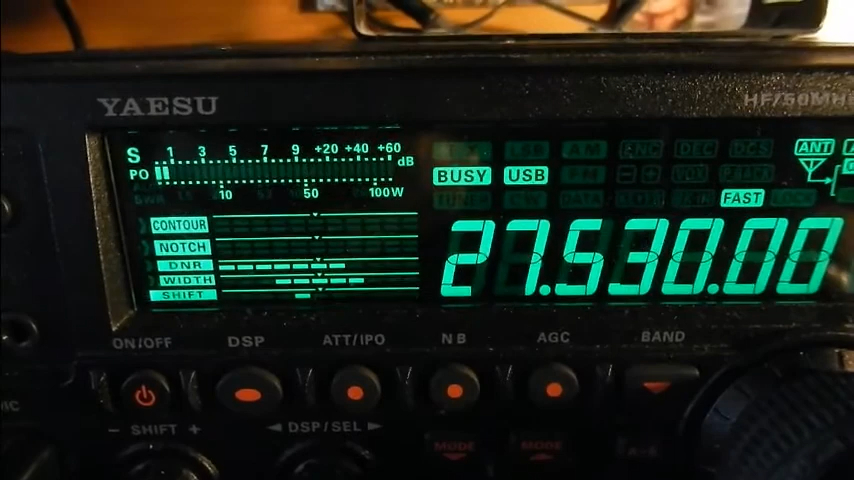 YAESU
HF/50MH
S 1 3 5 7 9 +20 +40 +60 dB
PO
10 50 100W
BUSY USB
ANT
FAST
CONTOUR
NOTCH
DNR
WIDTH
SHIFT
27.530.00
ON/OFF DSP ATT/IPO NB AGC BAND
- SHIFT + ◄ DSP/SEL ►
MODE MODE